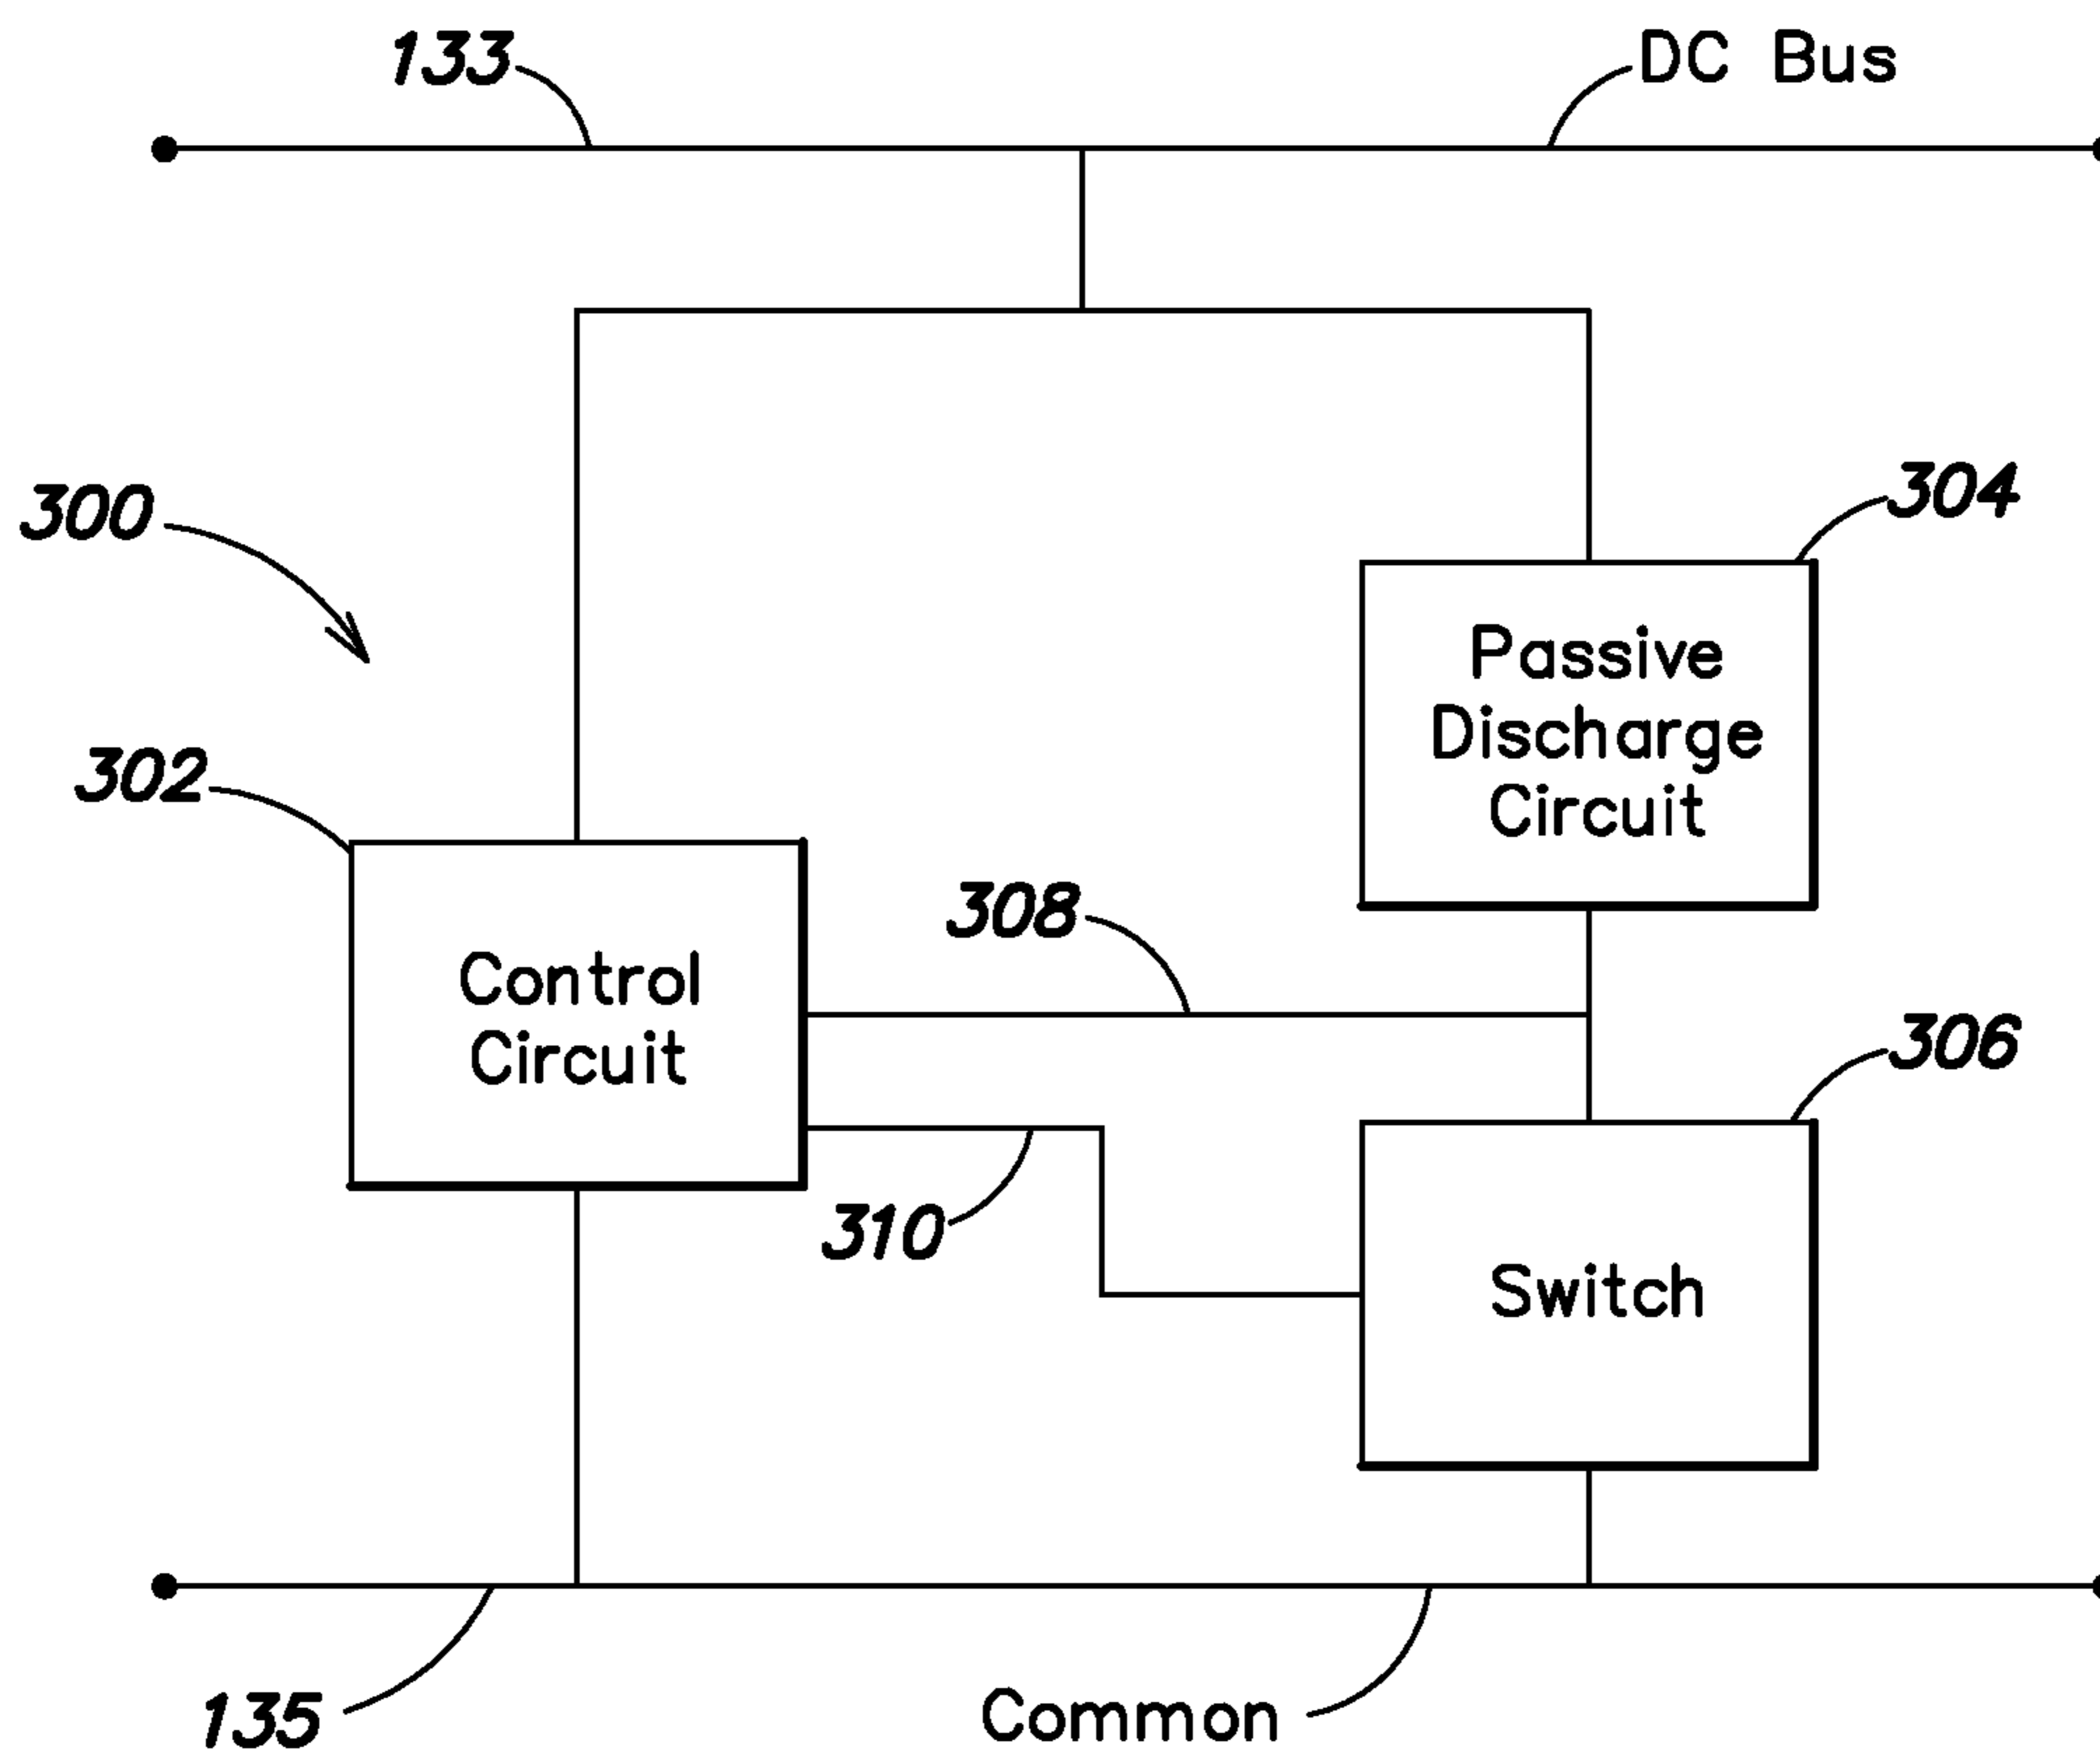 133
DC Bus
300
304
Passive
Discharge
Circuit
302
308
Control
Circuit
306
310
Switch
135
Common